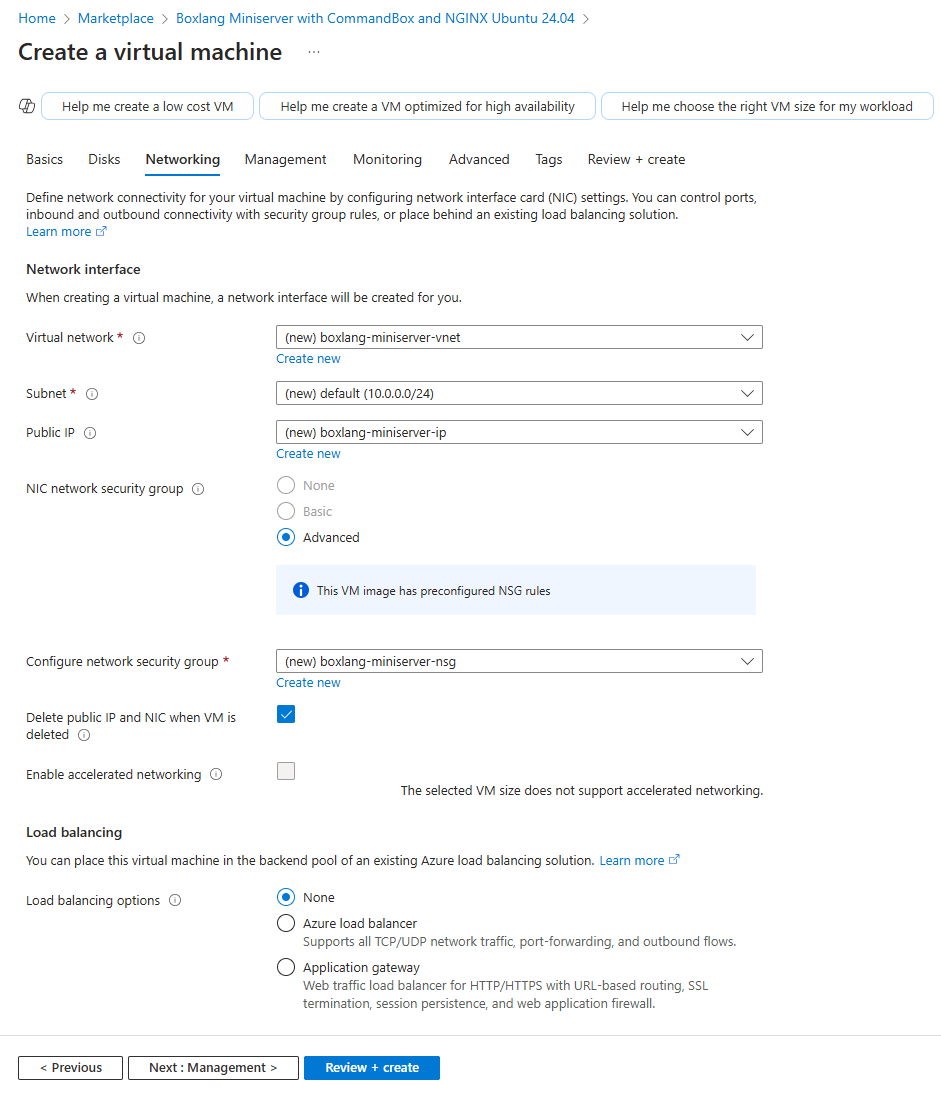 Home > Marketplace > Boxlang Miniserver with CommandBox and NGINX Ubuntu 24.04 >
Create a virtual machine ...
Help me create a low cost VM
Help me create a VM optimized for high availability
Help me choose the right VM size for my workload
Basics Disks Networking Management Monitoring Advanced Tags Review + create
Define network connectivity for your virtual machine by configuring network interface card (NIC) settings. You can control ports,
inbound and outbound connectivity with security group rules, or place behind an existing load balancing solution.
Learn more
Network interface
When creating a virtual machine, a network interface will be created for you.
Virtual network *
(new) boxlang-miniserver-vnet
Create new
Subnet *
(new) default (10.0.0.0/24)
Public IP
(new) boxlang-miniserver-ip
Create new
NIC network security group
None
Basic
Advanced
This VM image has preconfigured NSG rules
Configure network security group *
(new) boxlang-miniserver-nsg
Create new
Delete public IP and NIC when VM is
deleted
Enable accelerated networking
The selected VM size does not support accelerated networking.
Load balancing
You can place this virtual machine in the backend pool of an existing Azure load balancing solution. Learn more
Load balancing options
None
Azure load balancer
Supports all TCP/UDP network traffic, port-forwarding, and outbound flows.
Application gateway
Web traffic load balancer for HTTP/HTTPS with URL-based routing, SSL
termination, session persistence, and web application firewall.
< Previous
Next : Management >
Review + create